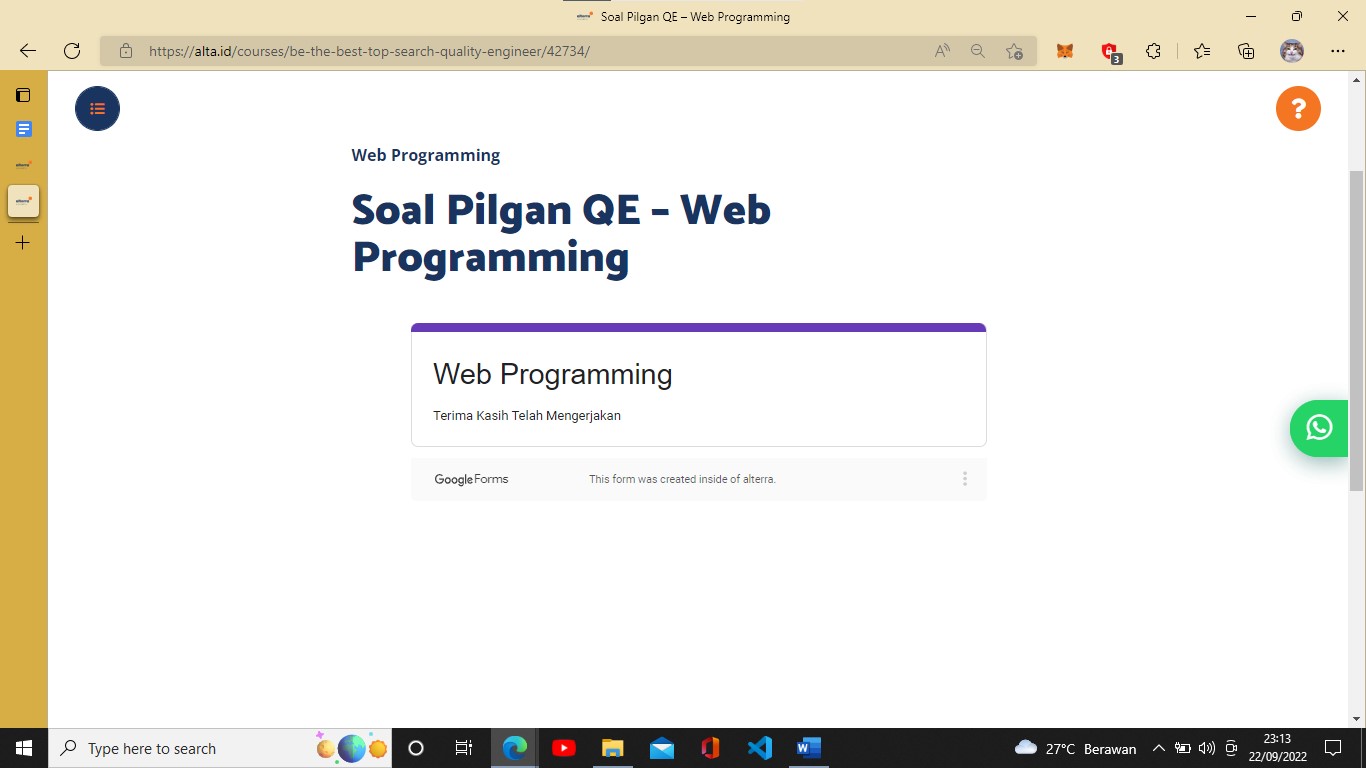 Soal Pilgan QE – Web Programming
https://alta.id/courses/be-the-best-top-search-quality-engineer/42734/
3
Web Programming
Soal Pilgan QE – Web
Programming
Web Programming
Terima Kasih Telah Mengerjakan
Google Forms
This form was created inside of alterra.
Type here to search
27°C Berawan
23:13
22/09/2022